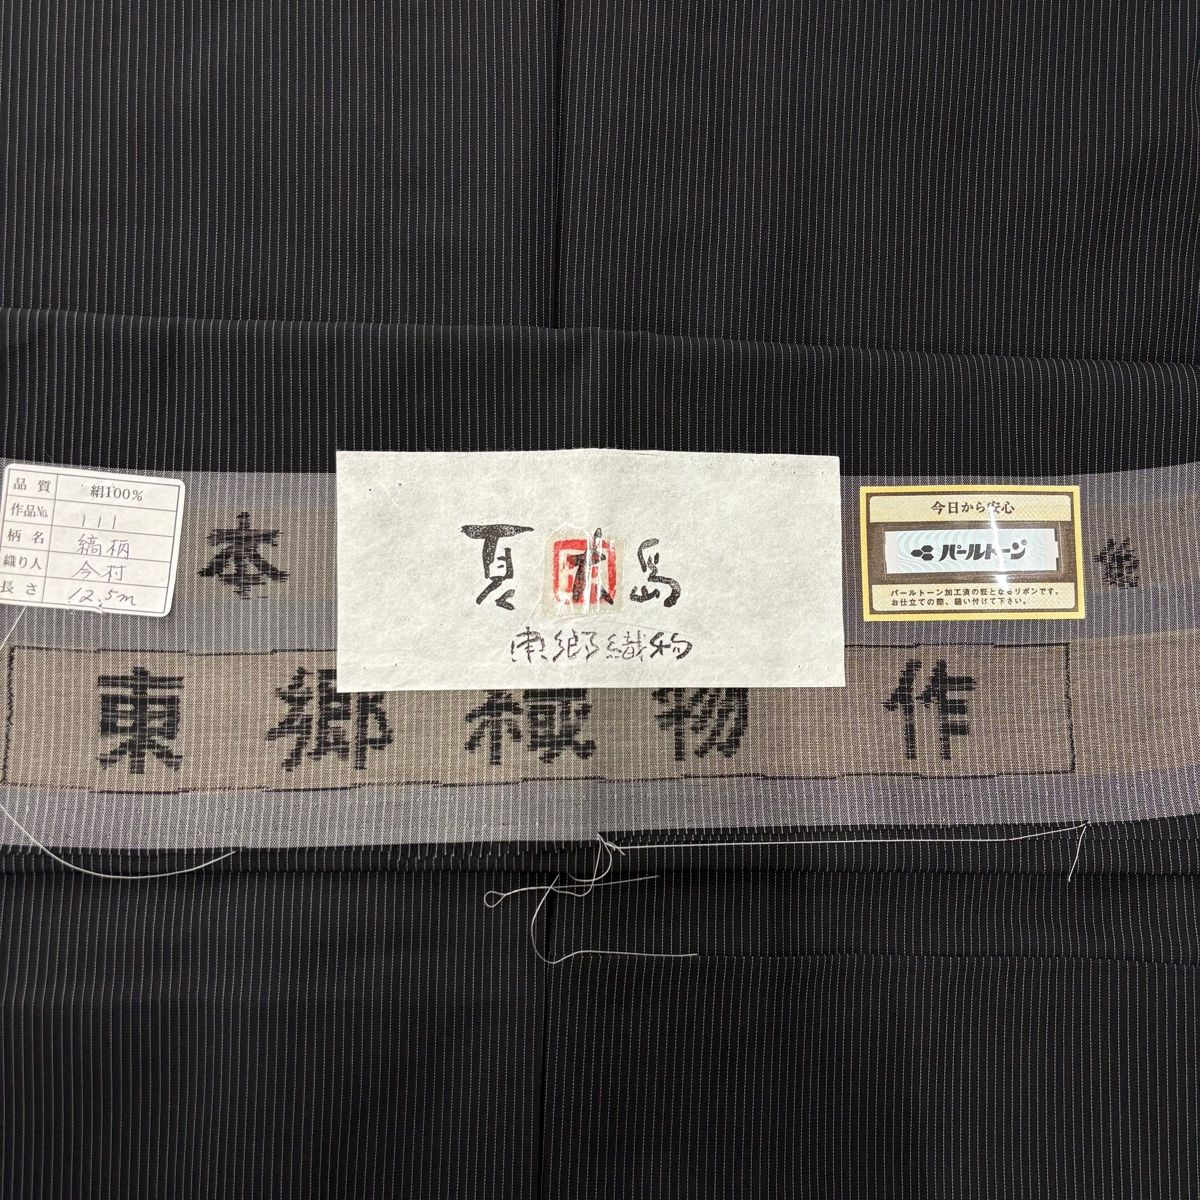 品質 絹100%
作品No. 111
柄名 縞柄
織り人 今村
長さ 12.5m
本
夏大島
東郷織物
今日から安心
パールトーン
パールトーン加工済の証となるリボンです。
お仕立ての際、縫い付けて下さい。
東郷織物 作